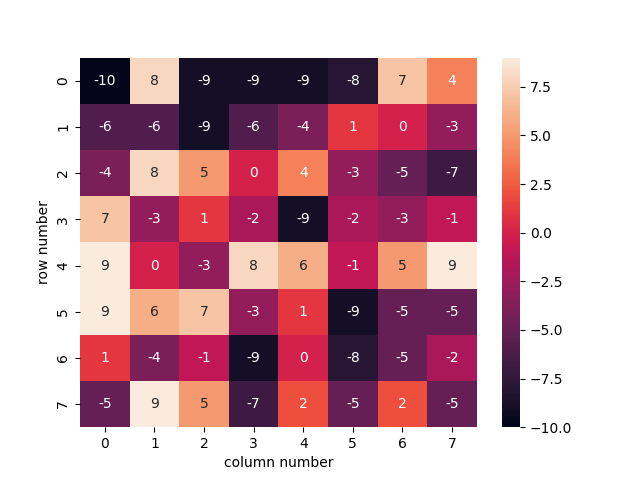 0 -10 8 -9 -9 -9 -8 7 4
1 -6 -6 -9 -6 -4 1 0 -3
2 -4 8 5 0 4 -3 -5 -7
3 7 -3 1 -2 -9 -2 -3 -1
4 9 0 -3 8 6 -1 5 9
5 9 6 7 -3 1 -9 -5 -5
6 1 -4 -1 -9 0 -8 -5 -2
7 -5 9 5 -7 2 -5 2 -5
0 1 2 3 4 5 6 7
column number
row number
7.5
5.0
2.5
0.0
−2.5
−5.0
−7.5
−10.0